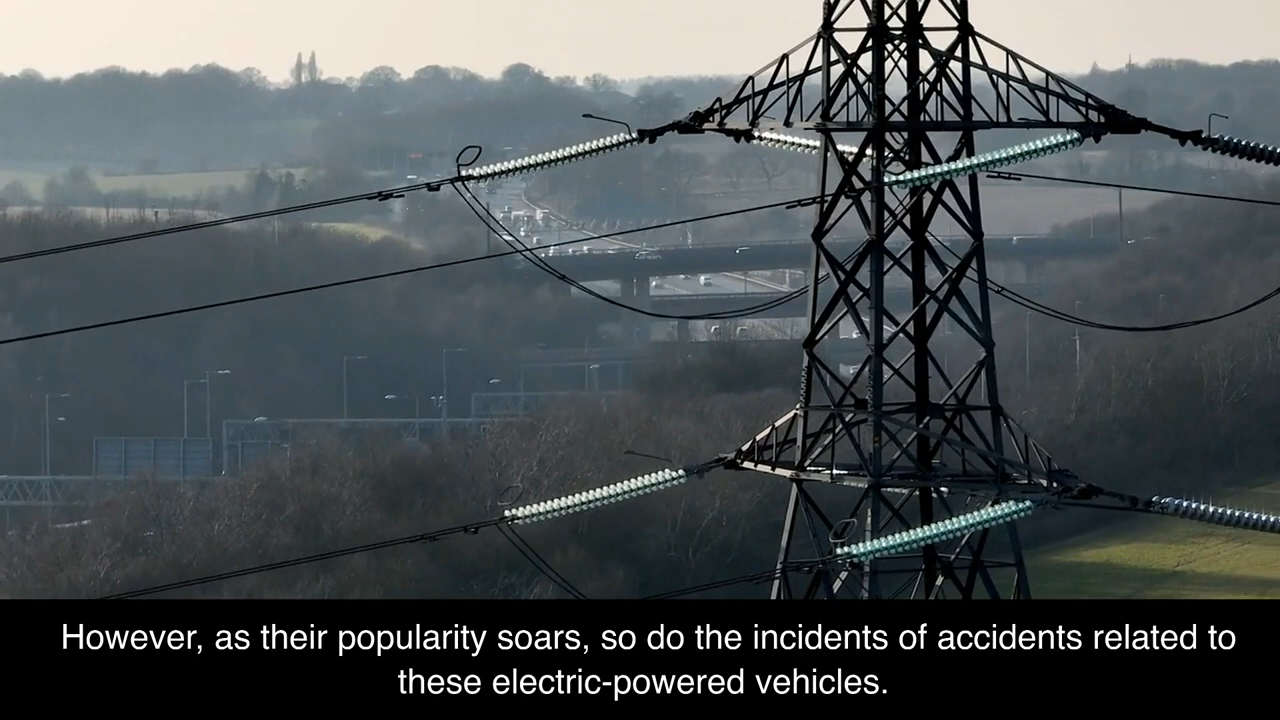 However, as their popularity soars, so do the incidents of accidents related to
these electric-powered vehicles.